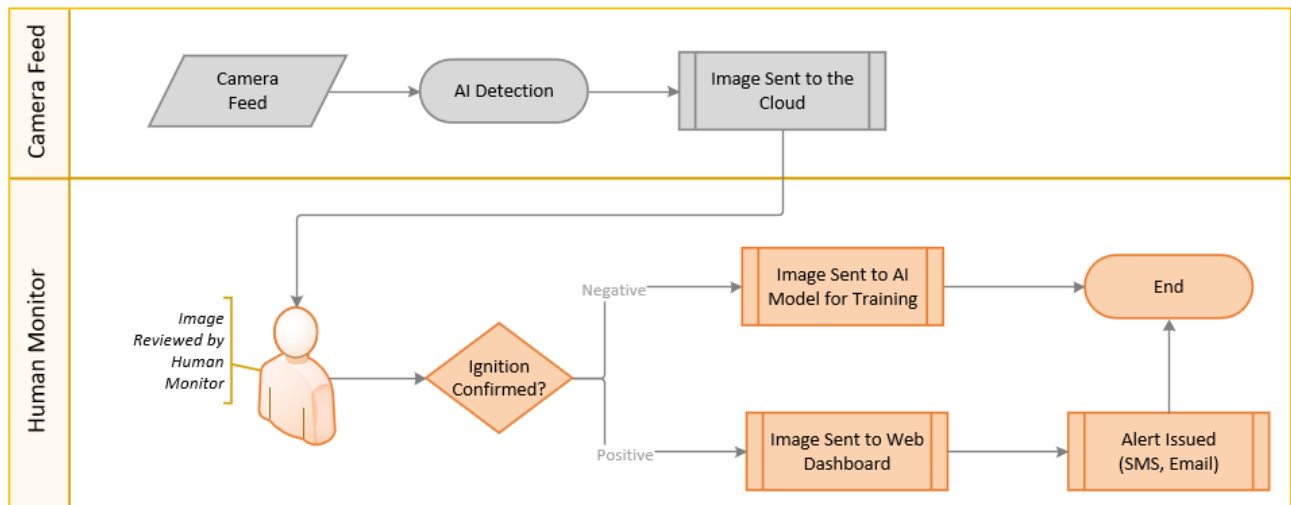 Camera Feed
Camera
Feed
AI Detection
Image Sent to the
Cloud
Human Monitor
Image
Reviewed by
Human
Monitor
Ignition
Confirmed?
Negative
Image Sent to AI
Model for Training
End
Positive
Image Sent to Web
Dashboard
Alert Issued
(SMS, Email)